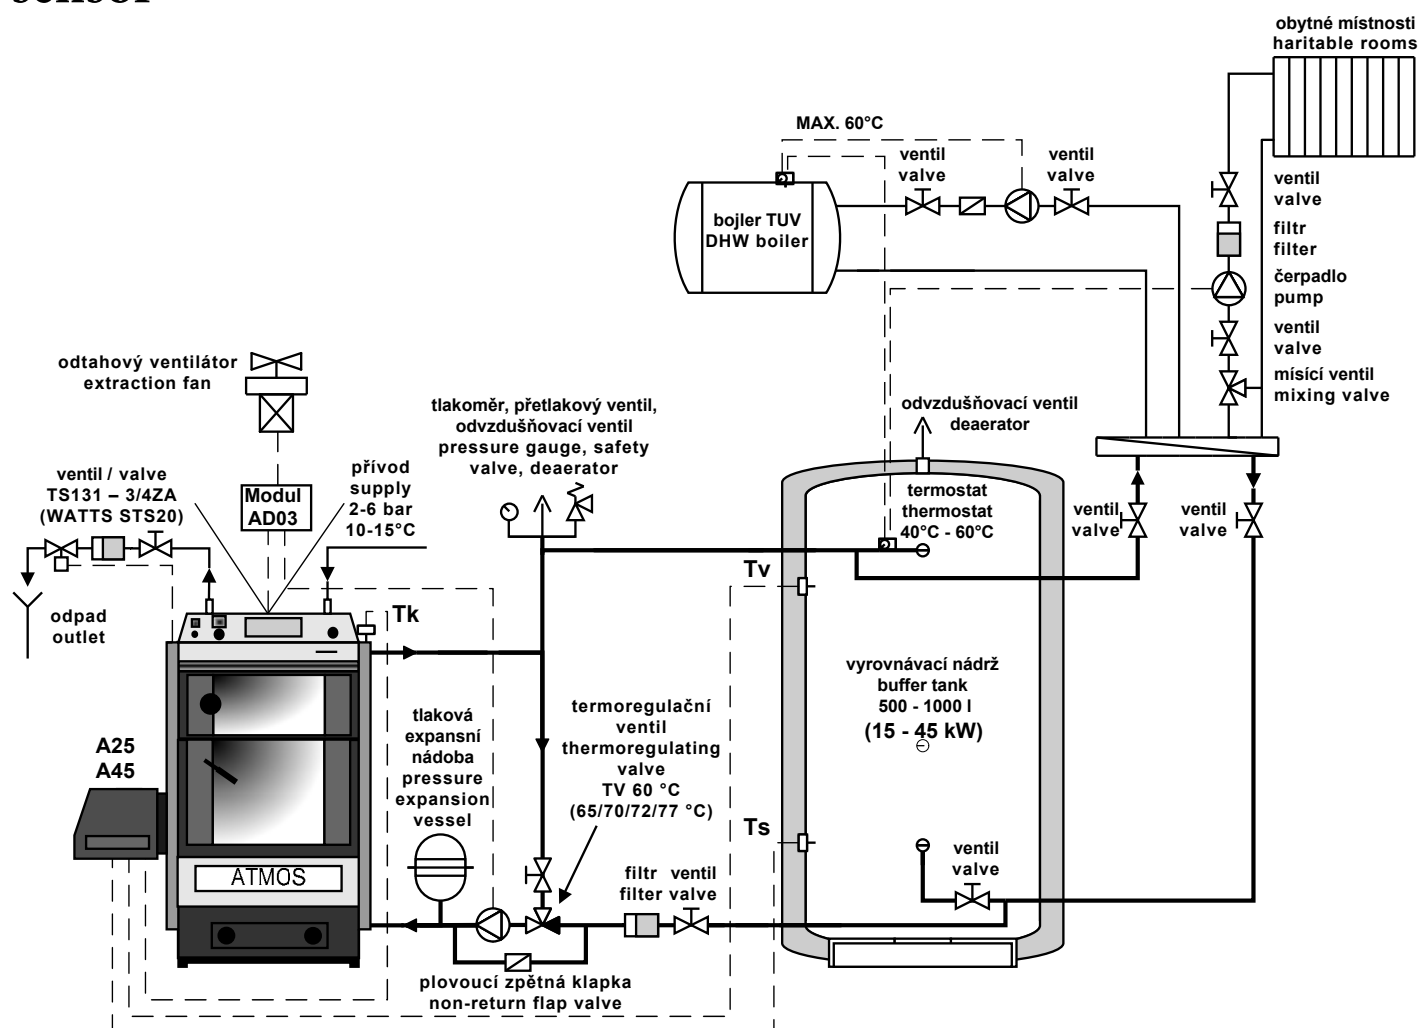 sensor
obytné místnosti
haritable rooms
MAX. 60°C
ventil
valve
ventil
valve
bojler TUV
DHW boiler
ventil
valve
filtr
filter
čerpadlo
pump
ventil
valve
mísící ventil
mixing valve
odtahový ventilátor
extraction fan
tlakoměr, přetlakový ventil,
odvzdušňovací ventil
pressure gauge, safety
valve, deaerator
odvzdušňovací ventil
deaerator
ventil / valve
TS131 – 3/4ZA
(WATTS STS20)
Modul
AD03
přívod
supply
2-6 bar
10-15°C
termostat
thermostat
40°C - 60°C
ventil
valve
ventil
valve
odpad
outlet
Tk
Tv
vyrovnávací nádrž
buffer tank
500 - 1000 l
(15 - 45 kW)
A25
A45
tlaková
expansní
nádoba
pressure
expansion
vessel
termoregulační
ventil
thermoregulating
valve
TV 60 °C
(65/70/72/77 °C)
Ts
ATMOS
filtr
filter
ventil
valve
ventil
valve
plovoucí zpětná klapka
non-return flap valve